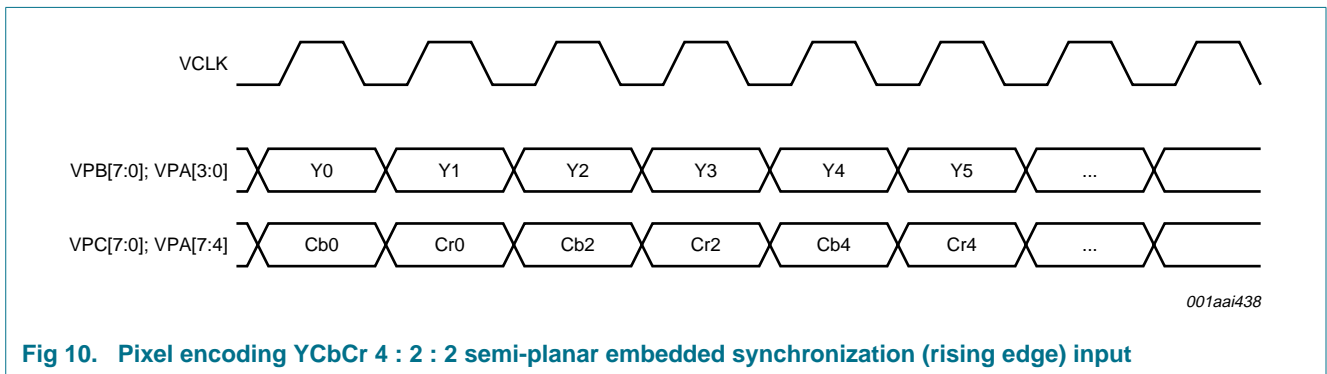 VCLK
VPB[7:0]; VPA[3:0] Y0 Y1 Y2 Y3 Y4 Y5 ...
VPC[7:0]; VPA[7:4] Cb0 Cr0 Cb2 Cr2 Cb4 Cr4 ...
001aai438
Fig 10. Pixel encoding YCbCr 4 : 2 : 2 semi-planar embedded synchronization (rising edge) input